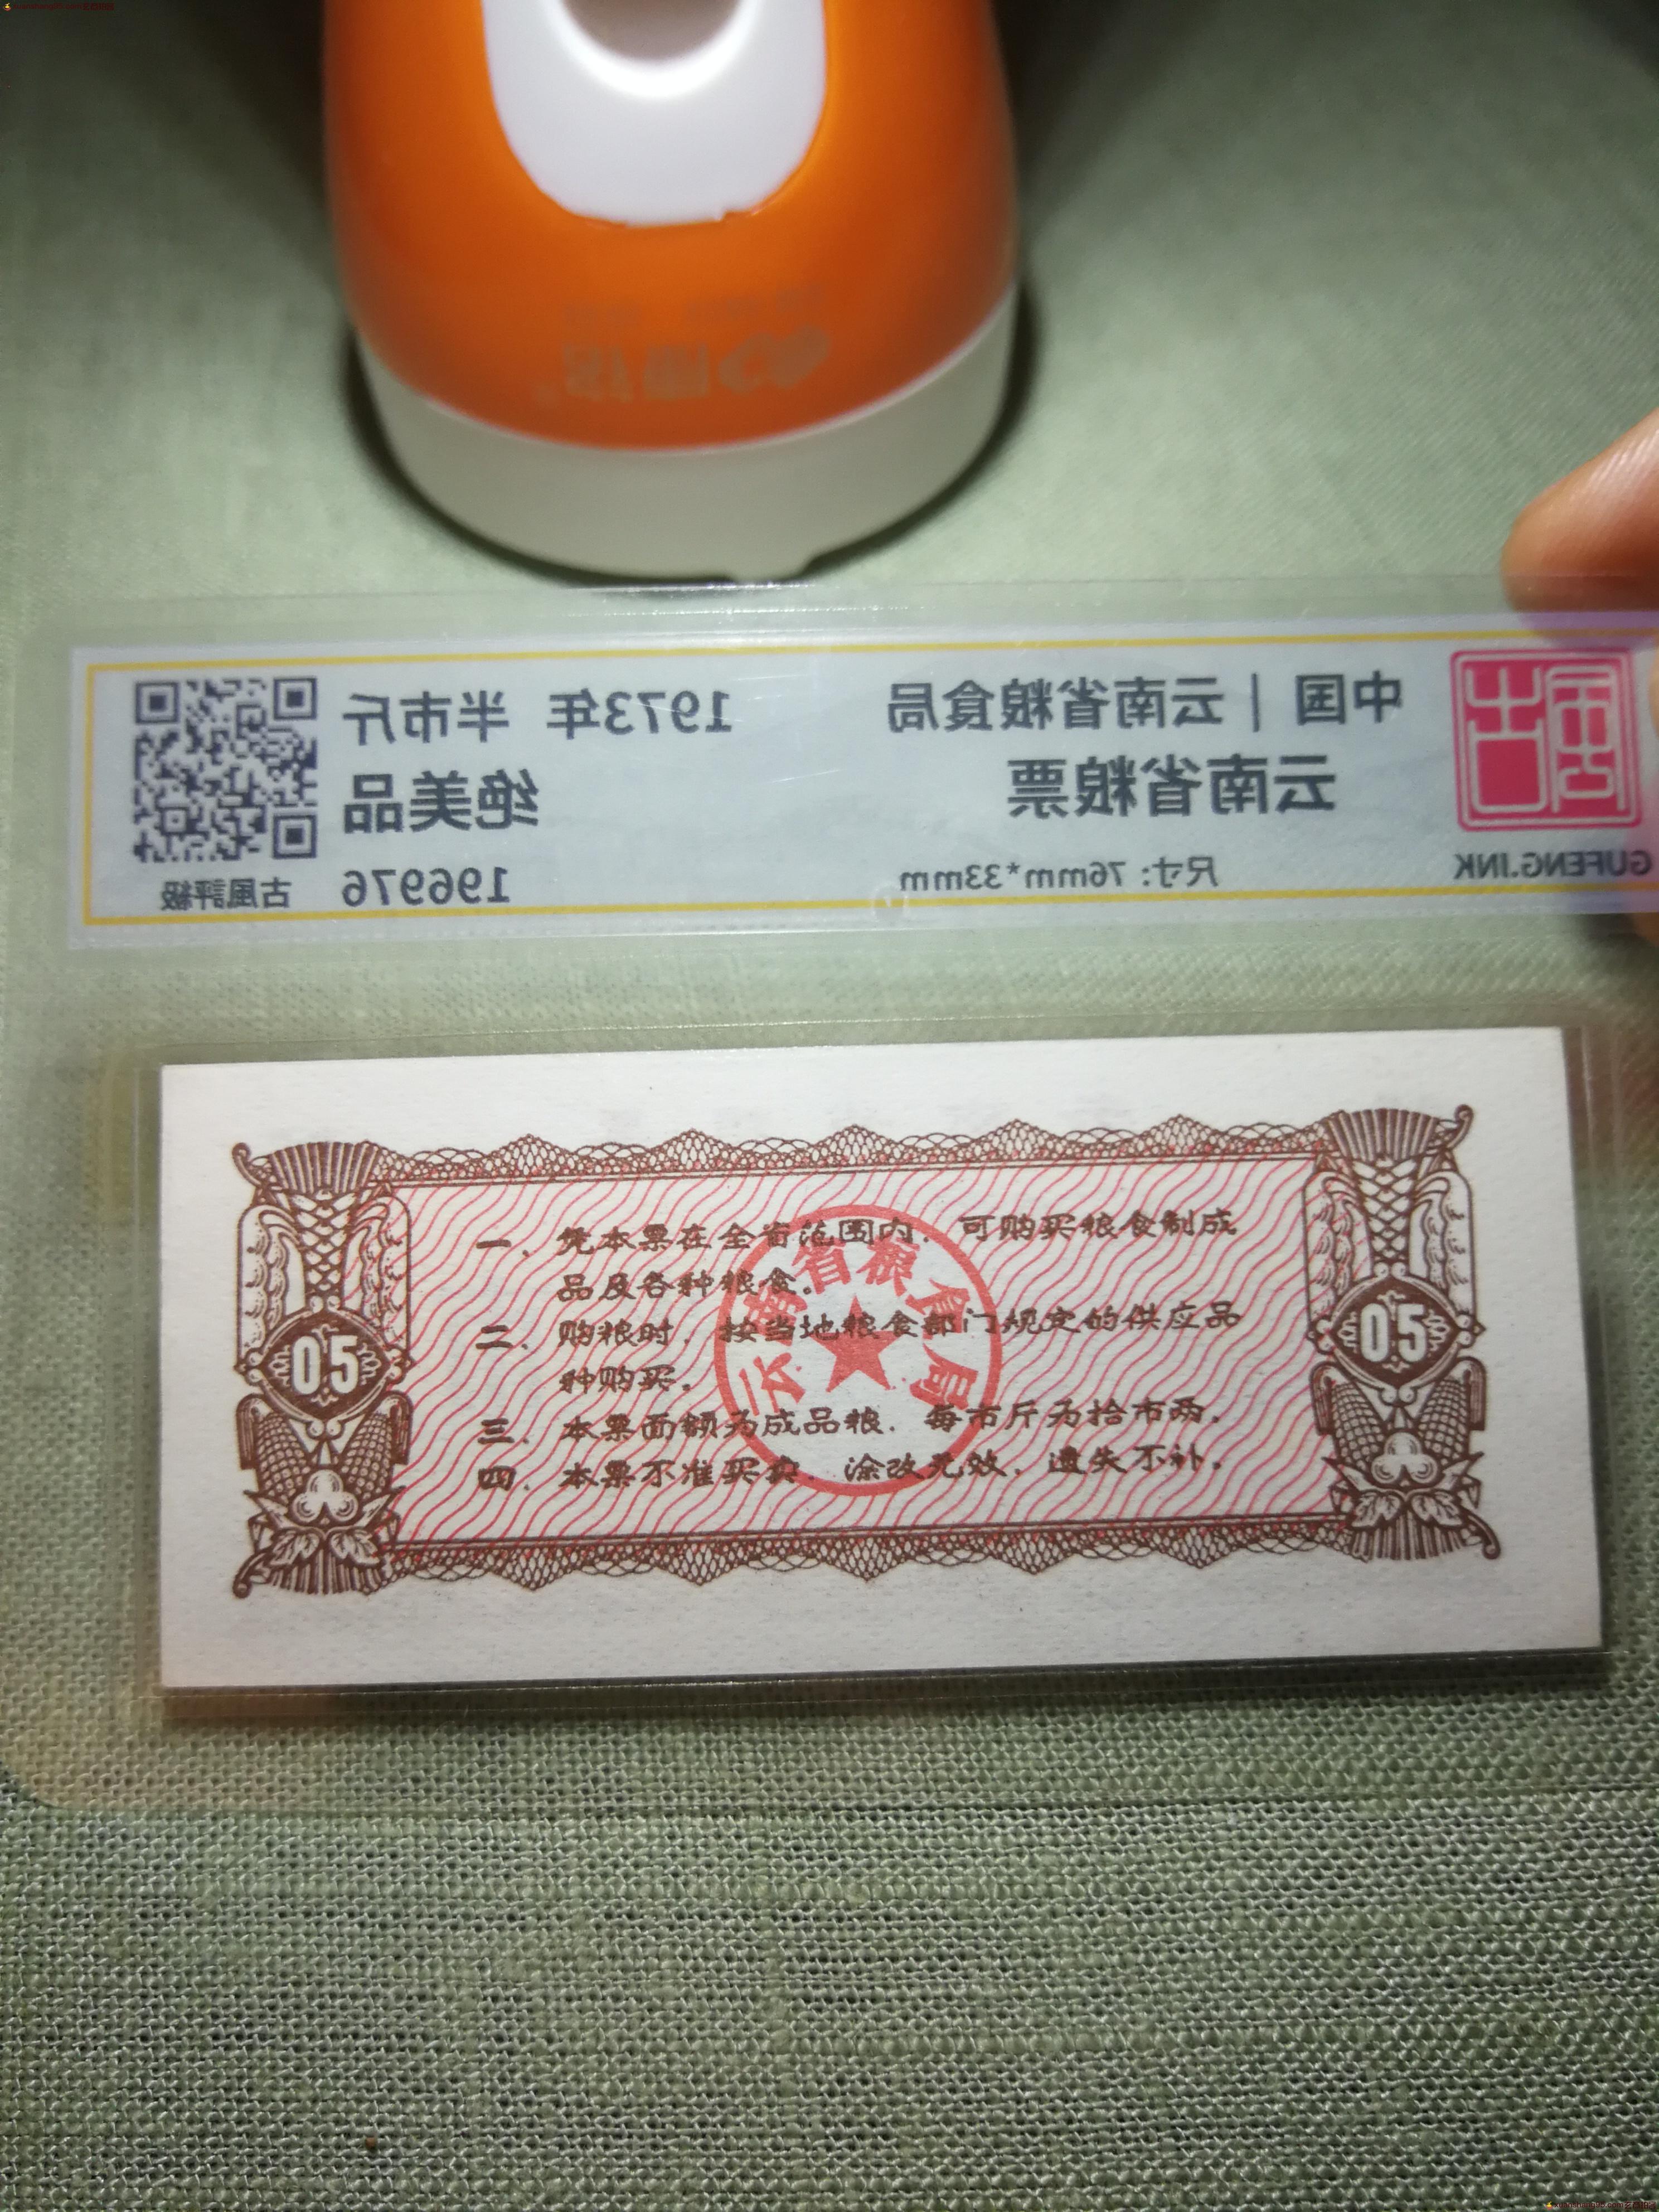 康铭
中国 | 云南省粮食局
1973年 半市斤
云南省粮票
绝美品
尺寸: 76mm*33mm
196976
GUFENG.INK
古風評級
一. 凭本票在全省范围内. 可购买粮食制成
品及各种粮食.
二. 购粮时. 按当地粮食部门规定的供应品
种购买.
三. 本票面额为成品粮. 每市斤为拾市两.
四. 本票不准买卖. 涂改无效. 遗失不补.
云南省粮食局
05
05